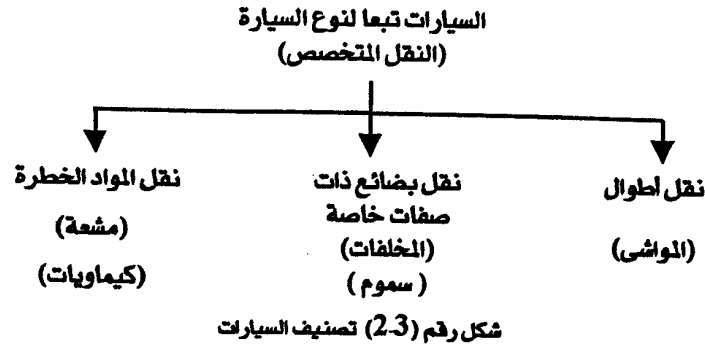 السيارات تبعا لنوع السيارة
(النقل المتخصص)
نقل أطوال
(المواشى)
نقل بضائع ذات
صفات خاصة
(المخلفات)
( سموم )
نقل المواد الخطرة
(مشعة)
(كيماويات)
شكل رقم (2-3) تصنيف السيارات